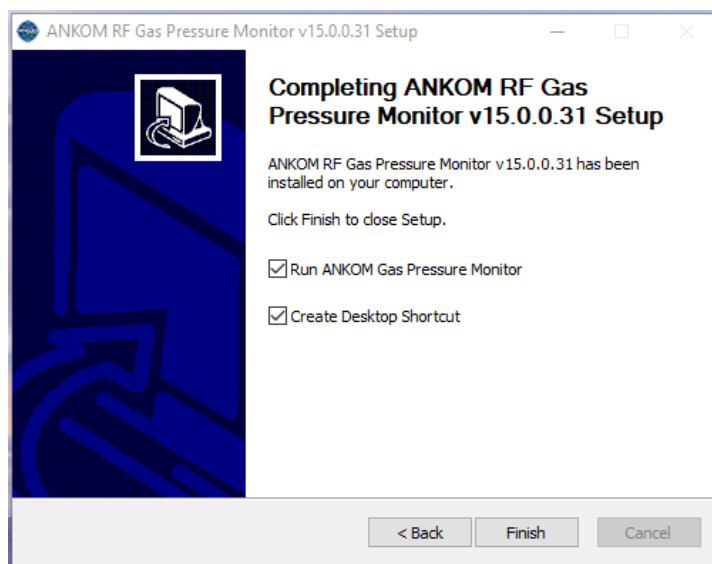 ANKOM RF Gas Pressure Monitor v15.0.0.31 Setup
Completing ANKOM RF Gas
Pressure Monitor v15.0.0.31 Setup
ANKOM RF Gas Pressure Monitor v15.0.0.31 has been
installed on your computer.
Click Finish to close Setup.
Run ANKOM Gas Pressure Monitor
Create Desktop Shortcut
< Back Finish Cancel